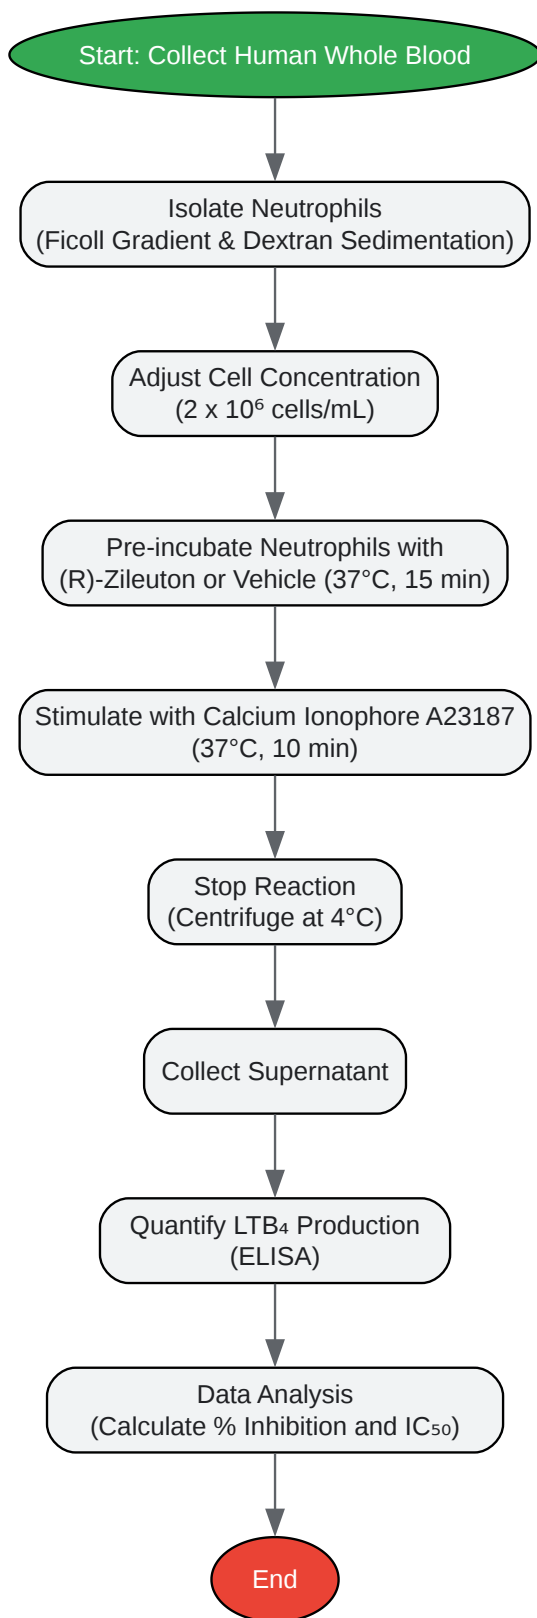 Start: Collect Human Whole Blood
Isolate Neutrophils
(Ficoll Gradient & Dextran Sedimentation)
Adjust Cell Concentration
(2 x 10⁶ cells/mL)
Pre-incubate Neutrophils with
(R)-Zileuton or Vehicle (37°C, 15 min)
Stimulate with Calcium Ionophore A23187
(37°C, 10 min)
Stop Reaction
(Centrifuge at 4°C)
Collect Supernatant
Quantify LTB₄ Production
(ELISA)
Data Analysis
(Calculate % Inhibition and IC₅₀)
End